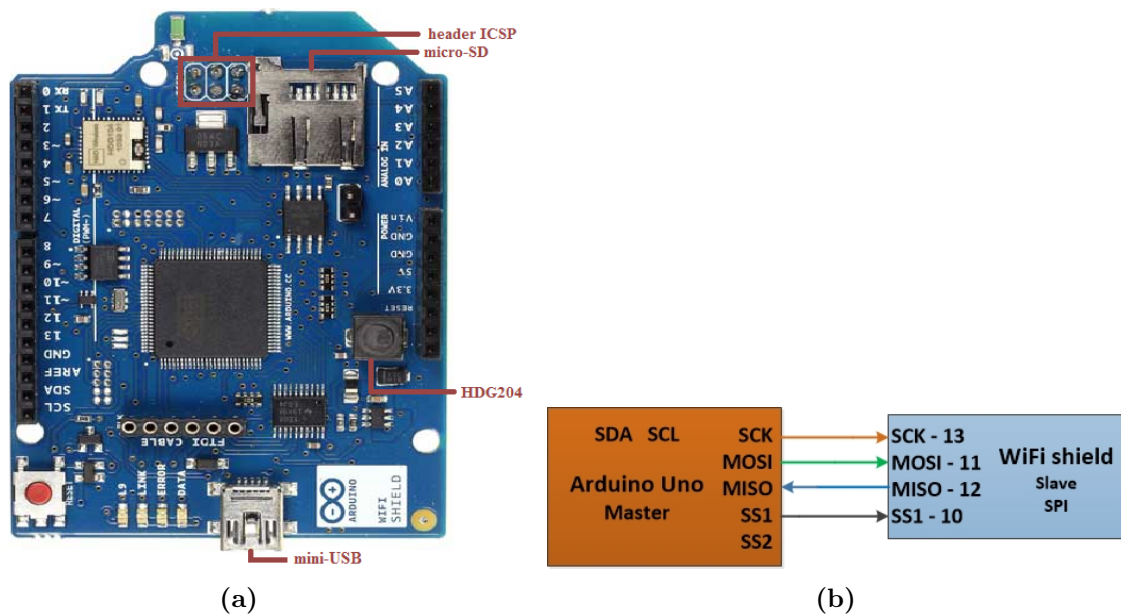 header ICSP
micro-SD
RX 0
TX 1
2
~3
4
~5
~6
7
DIGITAL
(PWM~)
8
~9
~10
~11
12
13
GND
AREF
SDA
SCL
A5
A4
A3
A2
A1
A0
ANALOG IN
Vin
GND
GND
5V
3.3V
POWER
RESET
WWW.ARDUINO.CC
HDG204
FTDI CABLE
RESET
L9
LINK
ERROR
DATA
ARDUINO
WIFI
SHIELD
mini-USB
(a)
SDA SCL
SCK
MOSI
MISO
SS1
SS2
Arduino Uno
Master
SCK - 13
MOSI - 11
MISO - 12
SS1 - 10
WiFi shield
Slave
SPI
(b)